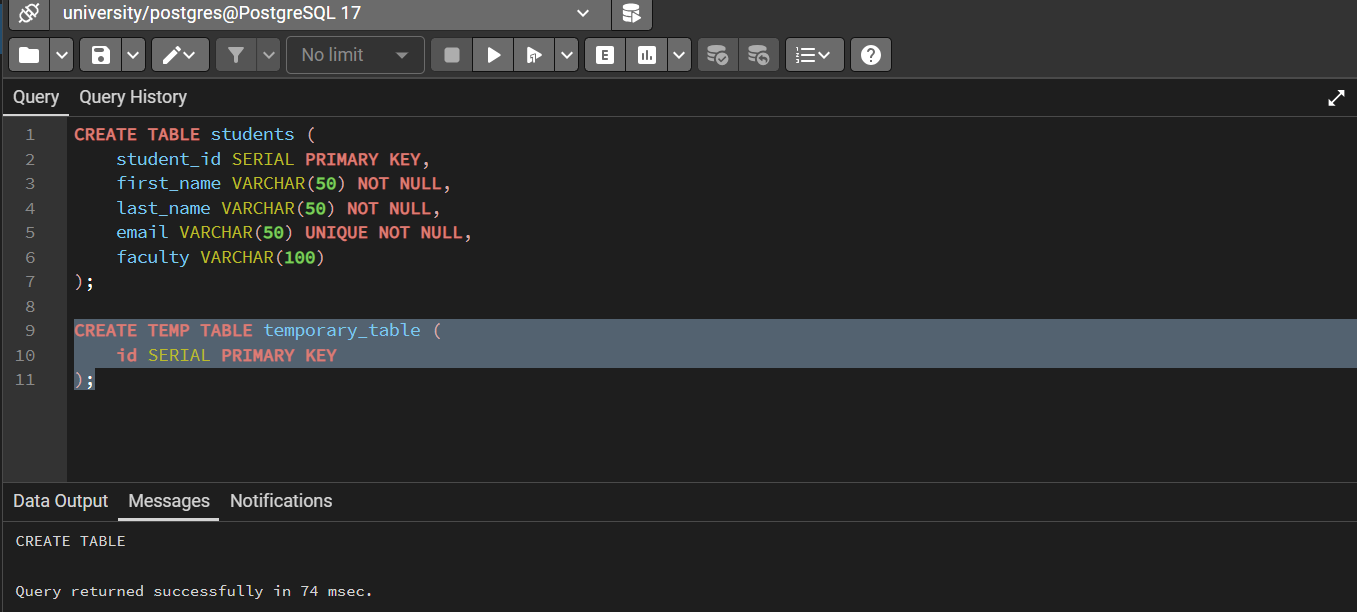 university/postgres@PostgreSQL 17
No limit
E
?
Query Query History
1 CREATE TABLE students (
2     student_id SERIAL PRIMARY KEY,
3     first_name VARCHAR(50) NOT NULL,
4     last_name VARCHAR(50) NOT NULL,
5     email VARCHAR(50) UNIQUE NOT NULL,
6     faculty VARCHAR(100)
7 );
8
9 CREATE TEMP TABLE temporary_table (
10     id SERIAL PRIMARY KEY
11 );
Data Output Messages Notifications
CREATE TABLE
Query returned successfully in 74 msec.